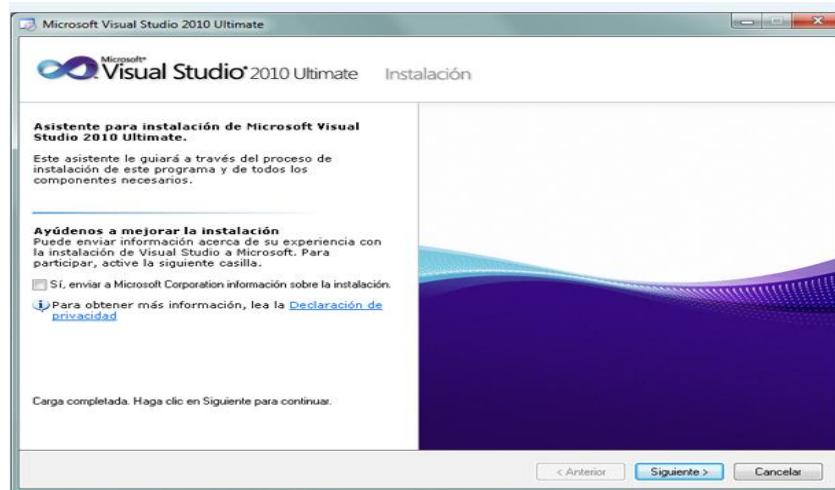 Microsoft Visual Studio 2010 Ultimate
Microsoft®
Visual Studio® 2010 Ultimate Instalación
Asistente para instalación de Microsoft Visual
Studio 2010 Ultimate.
Este asistente le guiará a través del proceso de
instalación de este programa y de todos los
componentes necesarios.
Ayúdenos a mejorar la instalación
Puede enviar información acerca de su experiencia con
la instalación de Visual Studio a Microsoft. Para
participar, active la siguiente casilla.
Sí, enviar a Microsoft Corporation información sobre la instalación.
Para obtener más información, lea la Declaración de
privacidad
Carga completada. Haga clic en Siguiente para continuar.
< Anterior Siguiente > Cancelar